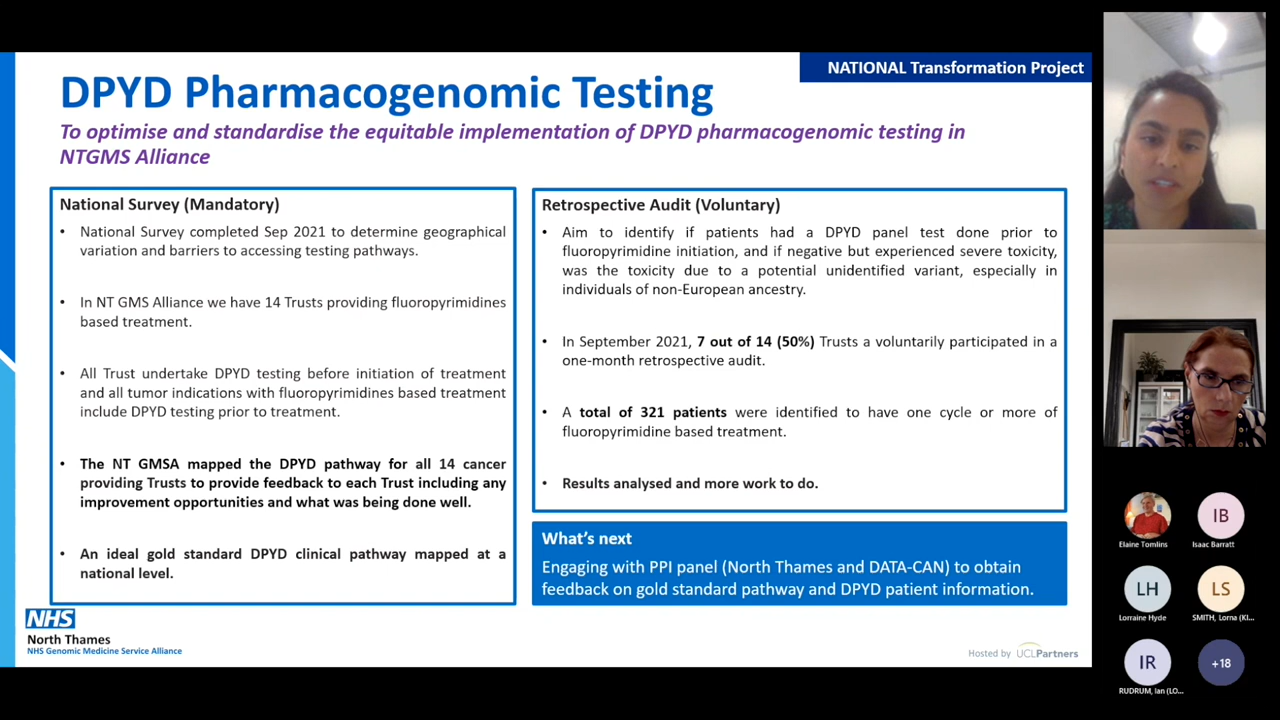 NATIONAL Transformation Project
DPYD Pharmacogenomic Testing
To optimise and standardise the equitable implementation of DPYD pharmacogenomic testing in
NTGMS Alliance
National Survey (Mandatory)
• National Survey completed Sep 2021 to determine geographical
variation and barriers to accessing testing pathways.
• In NT GMS Alliance we have 14 Trusts providing fluoropyrimidines
based treatment.
• All Trust undertake DPYD testing before initiation of treatment
and all tumor indications with fluoropyrimidines based treatment
include DPYD testing prior to treatment.
• The NT GMSA mapped the DPYD pathway for all 14 cancer
providing Trusts to provide feedback to each Trust including any
improvement opportunities and what was being done well.
• An ideal gold standard DPYD clinical pathway mapped at a
national level.
Retrospective Audit (Voluntary)
• Aim to identify if patients had a DPYD panel test done prior to
fluoropyrimidine initiation, and if negative but experienced severe toxicity,
was the toxicity due to a potential unidentified variant, especially in
individuals of non-European ancestry.
• In September 2021, 7 out of 14 (50%) Trusts a voluntarily participated in a
one-month retrospective audit.
• A total of 321 patients were identified to have one cycle or more of
fluoropyrimidine based treatment.
• Results analysed and more work to do.
What's next
Engaging with PPI panel (North Thames and DATA-CAN) to obtain
feedback on gold standard pathway and DPYD patient information.
NHS
North Thames
NHS Genomic Medicine Service Alliance
Hosted by UCLPartners
Elaine Tomlins
IB
Isaac Barratt
LH
Lorraine Hyde
LS
SMITH, Lorna (KI...
IR
RUDRUM, Ian (LO...
+18